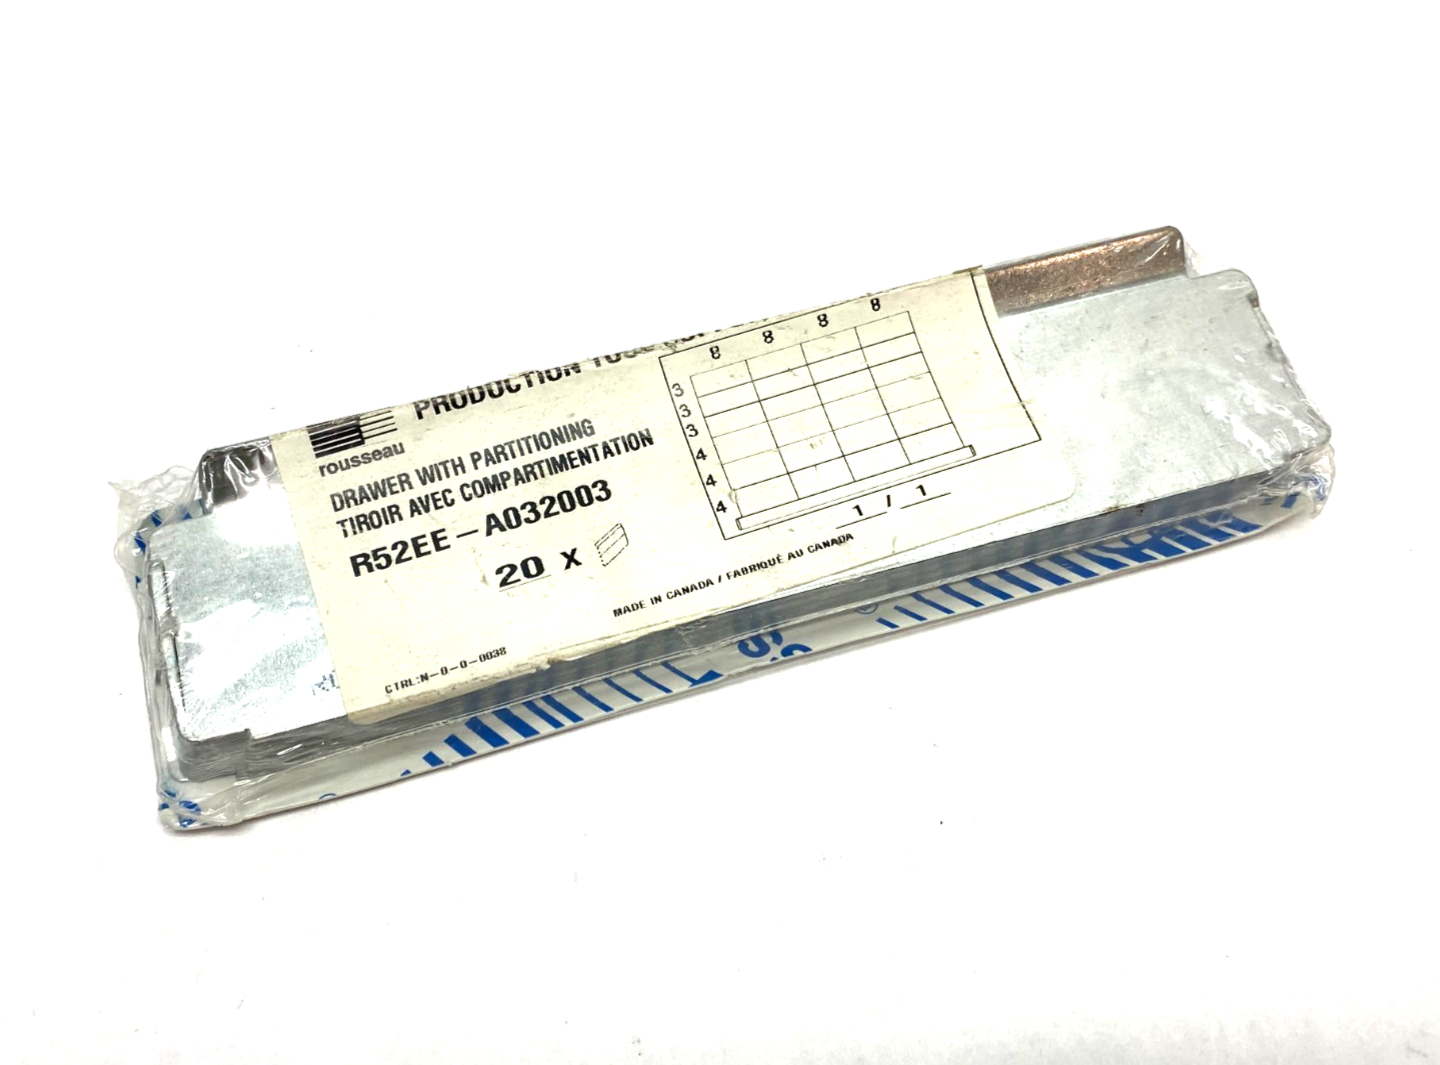 PRODUCTION
rousseau
DRAWER WITH PARTITIONING
TIROIR AVEC COMPARTIMENTATION
R52EE-A032003
20 X
8 8 8 8
3
3
3
4
4
4
1 / 1
MADE IN CANADA / FABRIQUÉ AU CANADA
CTRL:N-0-0-0038